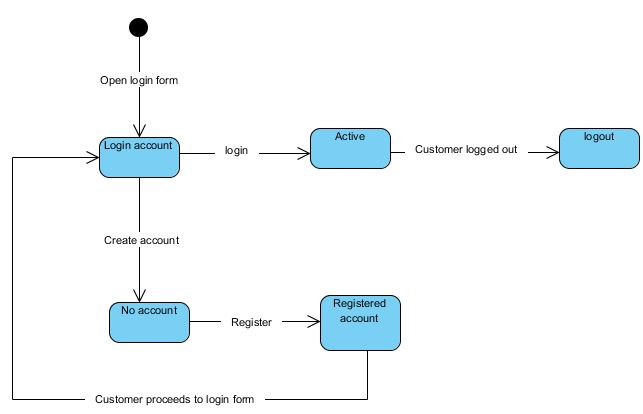 Open login form
Login account
login
Active
Customer logged out
logout
Create account
No account
Register
Registered
account
Customer proceeds to login form